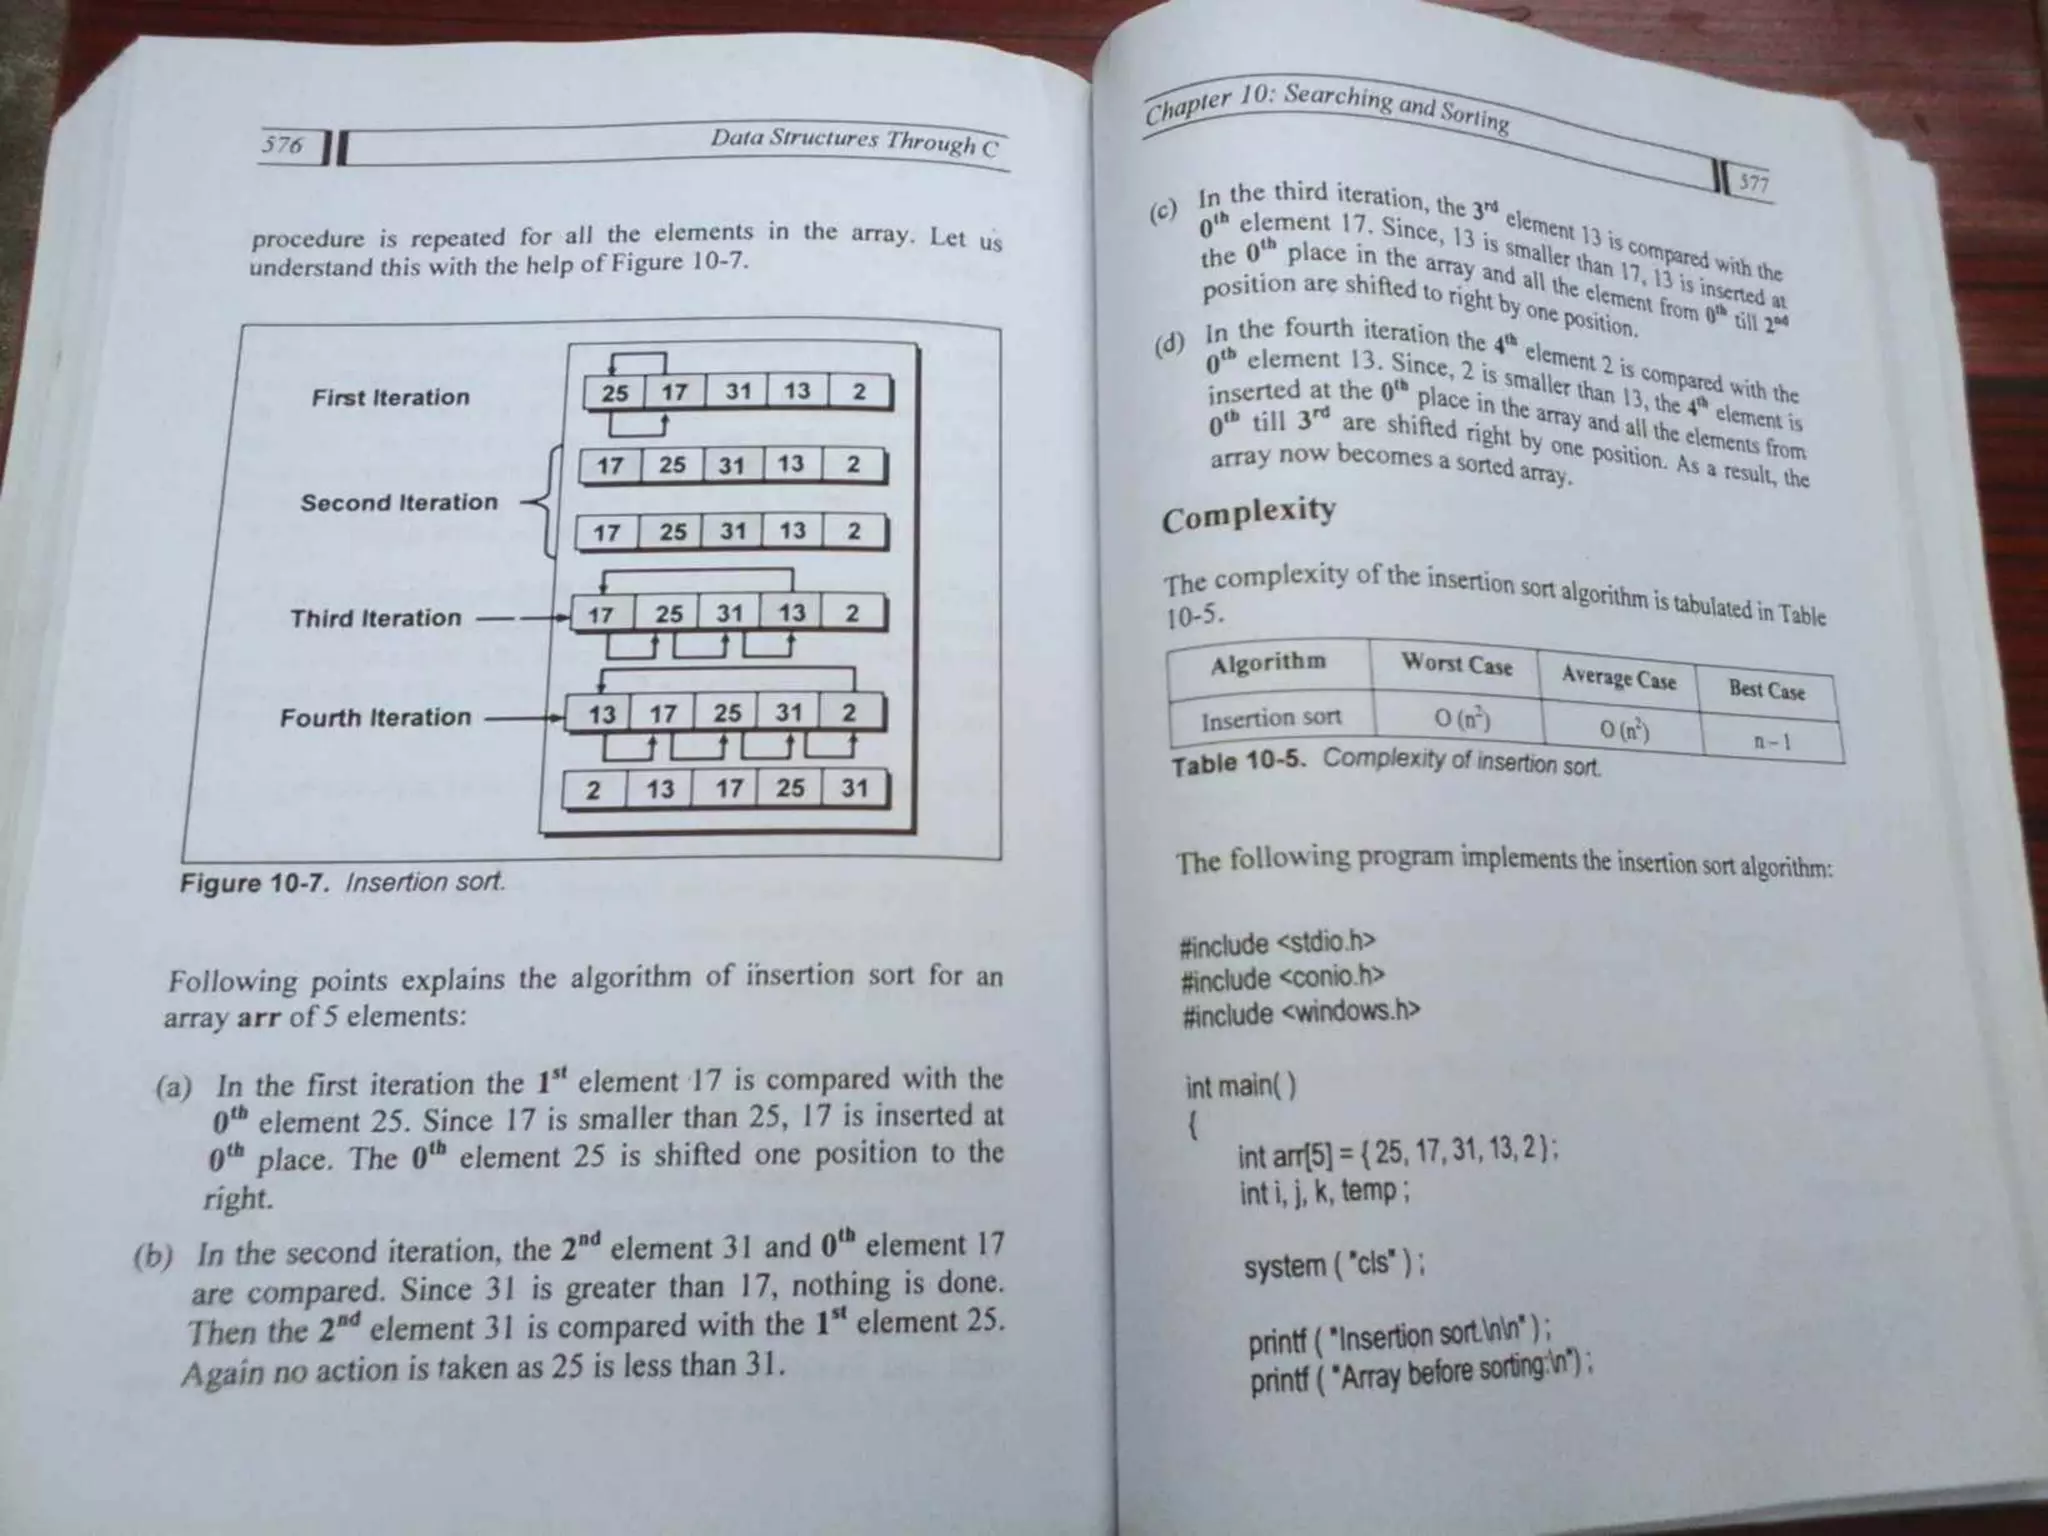 576
Data Structures Through C
procedure is repeated for all the elements in the array. Let us
understand this with the help of Figure 10-7.
First Iteration
25 17 31 13 2
17 25 31 13 2
Second Iteration
17 25 31 13 2
Third Iteration
17 25 31 13 2
Fourth Iteration
13 17 25 31 2
2 13 17 25 31
Figure 10-7. Insertion sort.
Following points explains the algorithm of insertion sort for an
array arr of 5 elements:
(a) In the first iteration the 1st element 17 is compared with the
0th element 25. Since 17 is smaller than 25, 17 is inserted at
0th place. The 0th element 25 is shifted one position to the
right.
(b) In the second iteration, the 2nd element 31 and 0th element 17
are compared. Since 31 is greater than 17, nothing is done.
Then the 2nd element 31 is compared with the 1st element 25.
Again no action is taken as 25 is less than 31.
Chapter 10: Searching and Sorting
577
(c) In the third iteration, the 3rd element 13 is compared with the
0th element 17. Since, 13 is smaller than 17, 13 is inserted at
the 0th place in the array and all the element from 0th till 2nd
position are shifted to right by one position.
(d) In the fourth iteration the 4th element 2 is compared with the
0th element 13. Since, 2 is smaller than 13, the 4th element is
inserted at the 0th place in the array and all the elements from
0th till 3rd are shifted right by one position. As a result, the
array now becomes a sorted array.
Complexity
The complexity of the insertion sort algorithm is tabulated in Table
10-5.
Algorithm Worst Case Average Case Best Case
Insertion sort O (n²) O (n²) n – 1
Table 10-5. Complexity of insertion sort.
The following program implements the insertion sort algorithm:
#include <stdio.h>
#include <conio.h>
#include <windows.h>
int main( )
{
int arr[5] = { 25, 17, 31, 13, 2 } ;
int i, j, k, temp ;
system ( "cls" ) ;
printf ( "Insertion sort.\n\n" ) ;
printf ( "Array before sorting:\n") ;